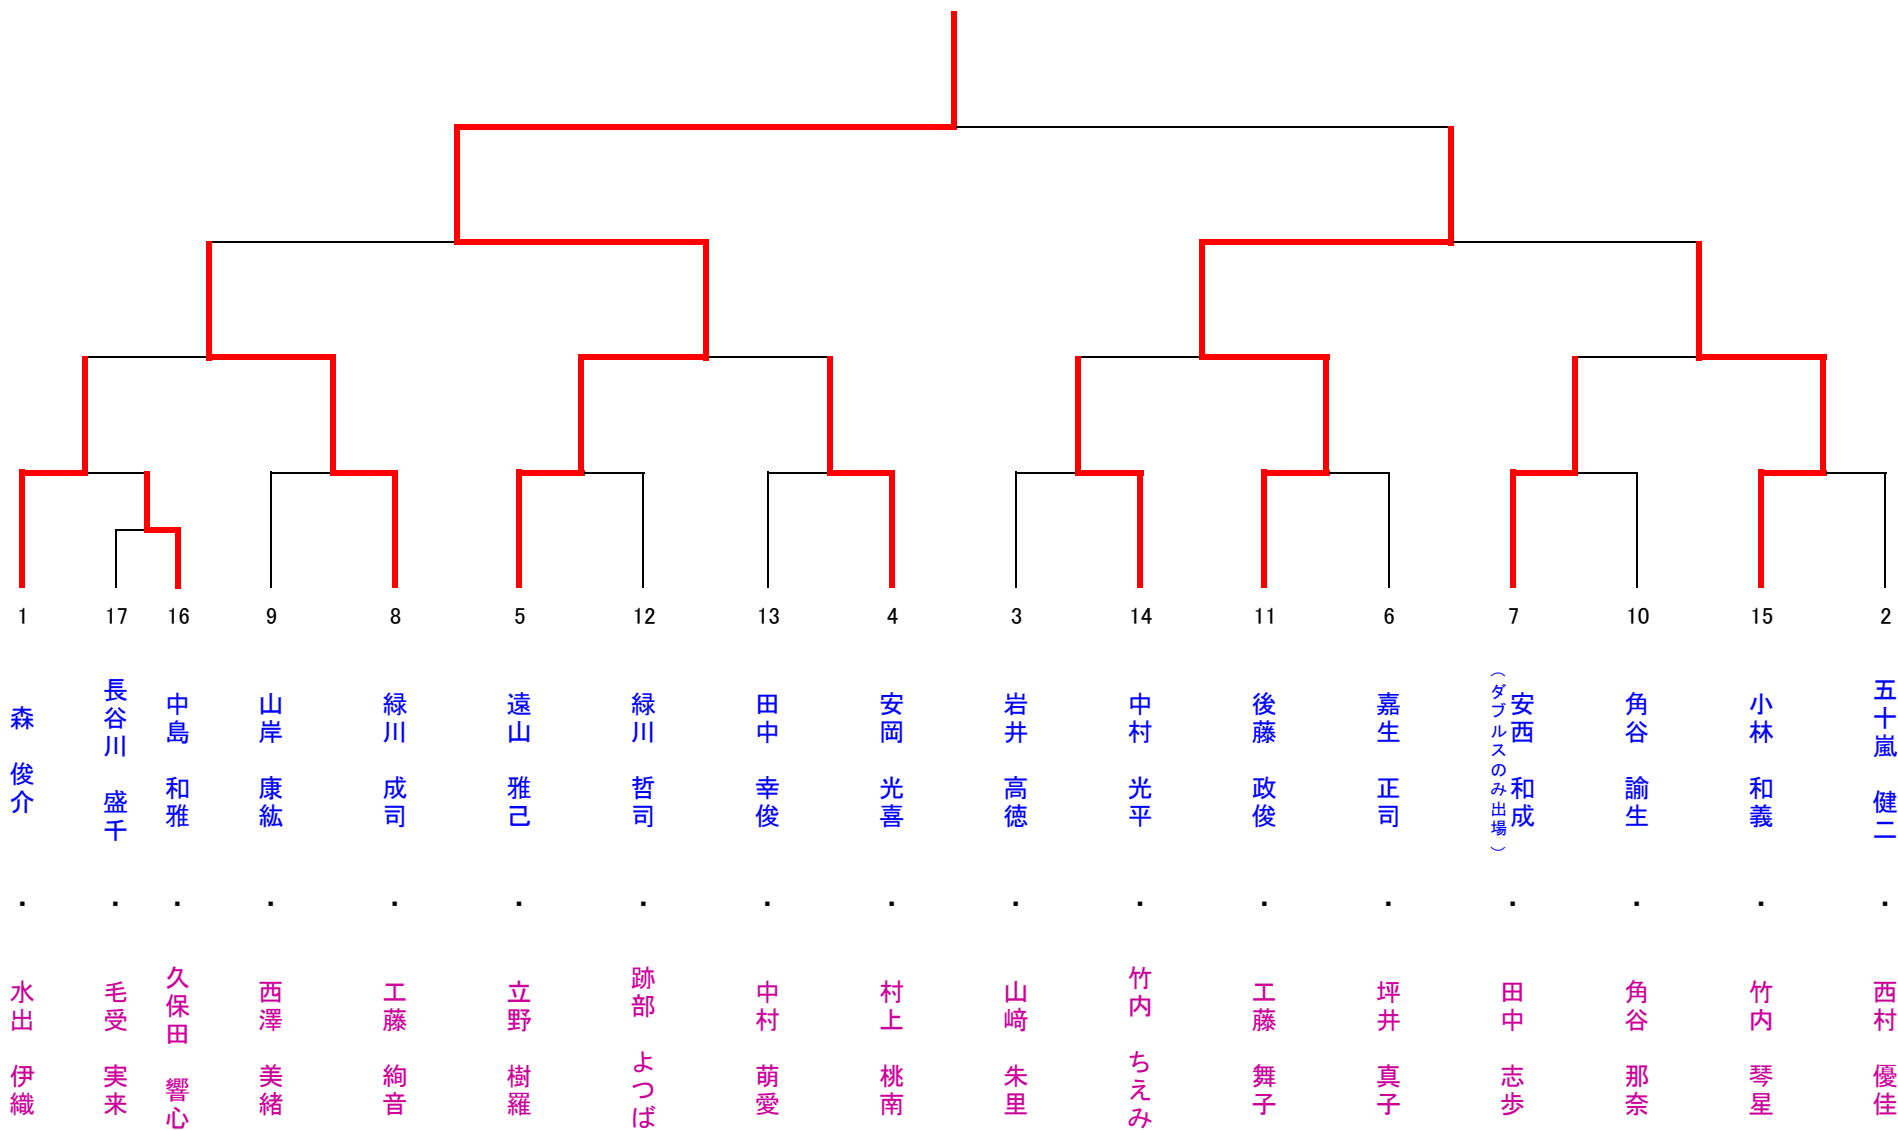 1 17 16 9 8 5 12 13 4 3 14 11 6 7 10 15 2
森 俊介
長谷川 盛千
中島 和雅
山岸 康紘
緑川 成司
遠山 雅己
緑川 哲司
田中 幸俊
安岡 光喜
岩井 高徳
中村 光平
後藤 政俊
嘉生 正司
安西 和成
（ダブルスのみ出場）
角谷 諭生
小林 和義
五十嵐 健二
・ ・ ・ ・ ・ ・ ・ ・ ・ ・ ・ ・ ・ ・ ・ ・ ・
水出 伊織
毛受 実来
久保田 響心
西澤 美緒
工藤 絢音
立野 樹羅
跡部 よつば
中村 萌愛
村上 桃南
山﨑 朱里
竹内 ちえみ
工藤 舞子
坪井 真子
田中 志歩
角谷 那奈
竹内 琴星
西村 優佳